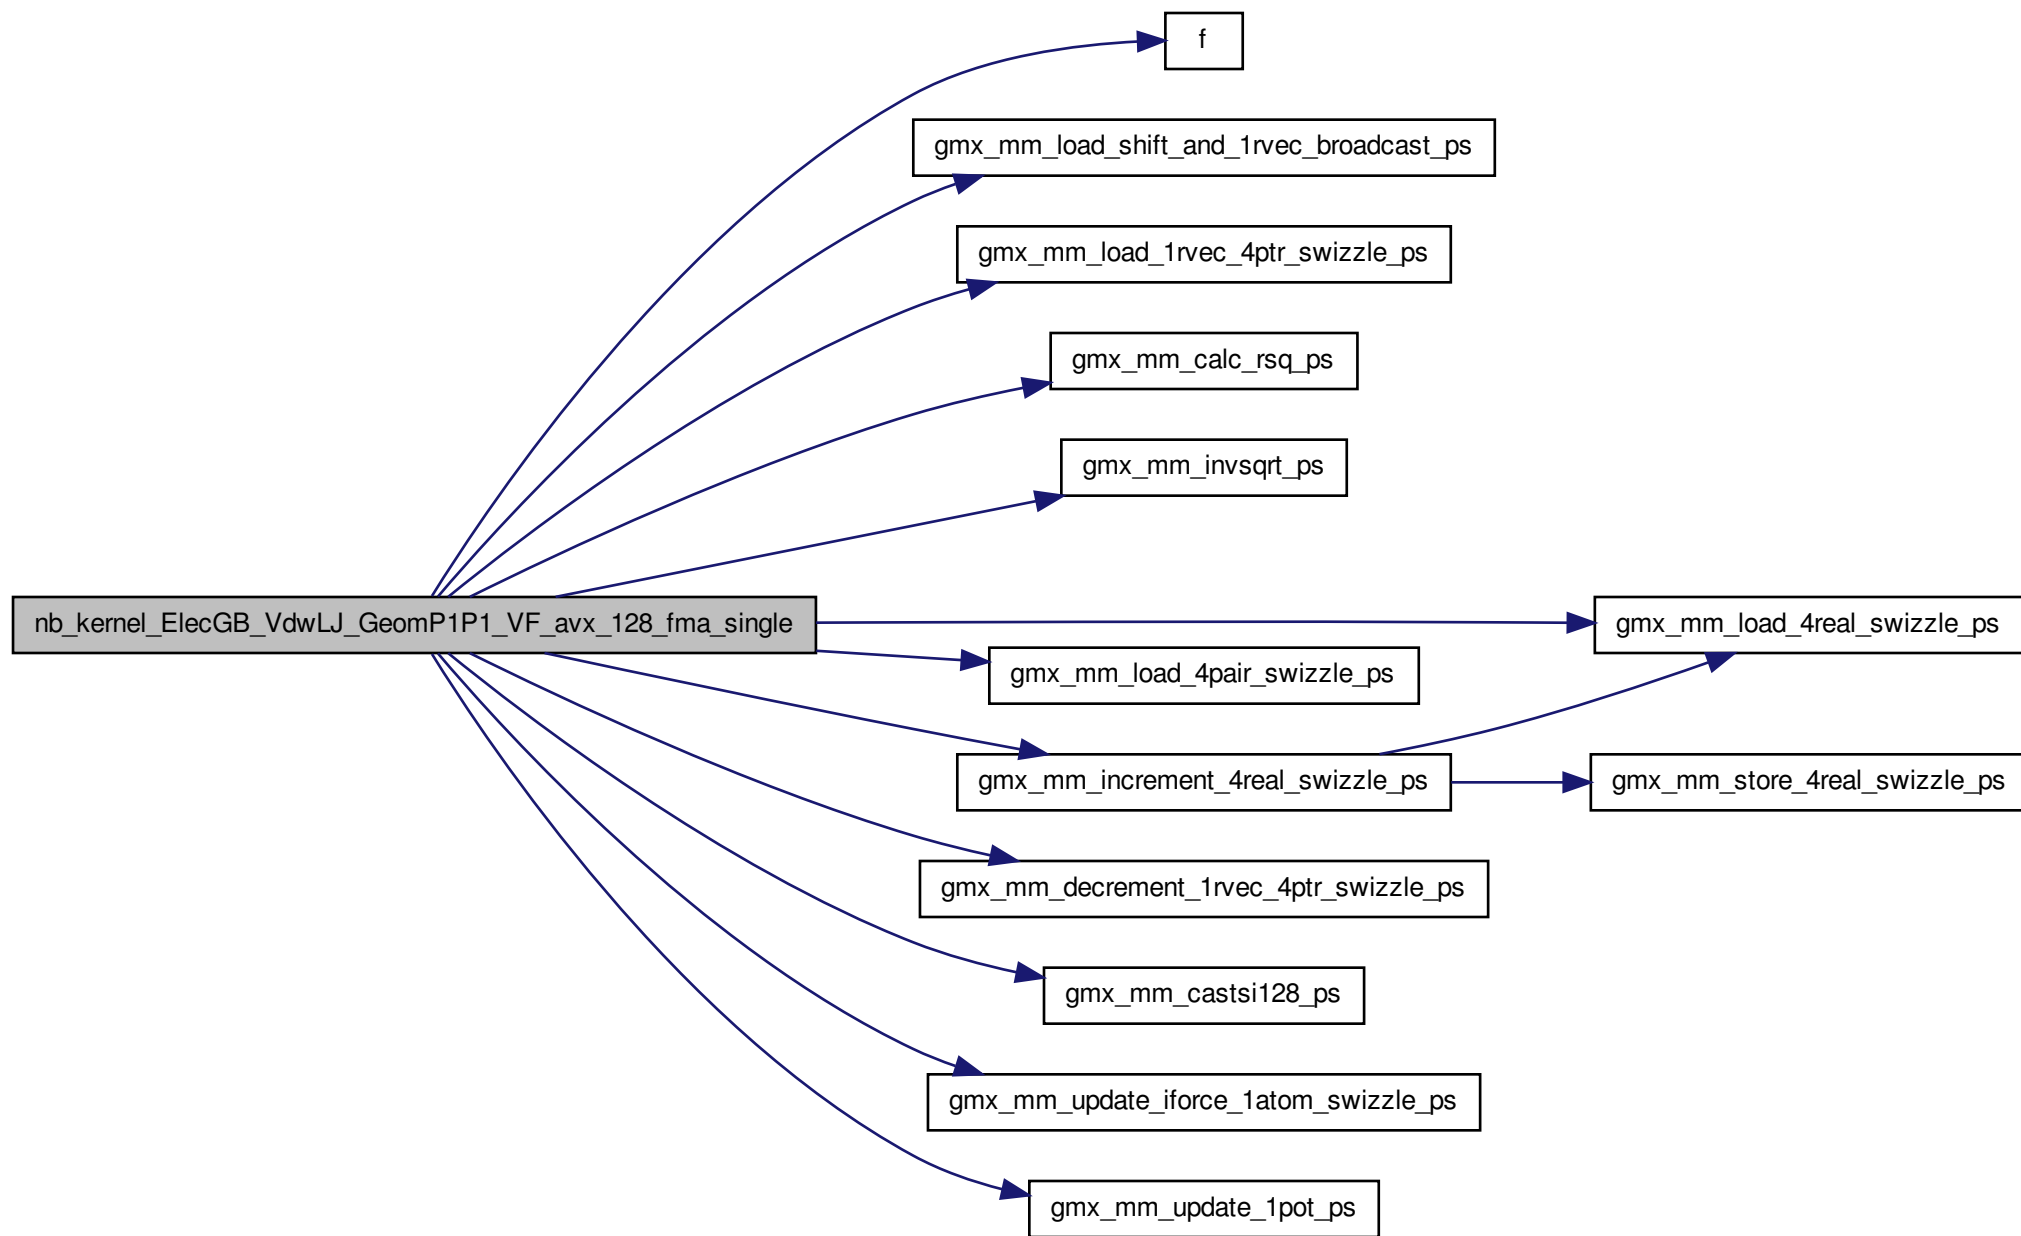 f
gmx_mm_load_shift_and_1rvec_broadcast_ps
gmx_mm_load_1rvec_4ptr_swizzle_ps
gmx_mm_calc_rsq_ps
gmx_mm_invsqrt_ps
nb_kernel_ElecGB_VdwLJ_GeomP1P1_VF_avx_128_fma_single
gmx_mm_load_4real_swizzle_ps
gmx_mm_load_4pair_swizzle_ps
gmx_mm_increment_4real_swizzle_ps
gmx_mm_store_4real_swizzle_ps
gmx_mm_decrement_1rvec_4ptr_swizzle_ps
gmx_mm_castsi128_ps
gmx_mm_update_iforce_1atom_swizzle_ps
gmx_mm_update_1pot_ps